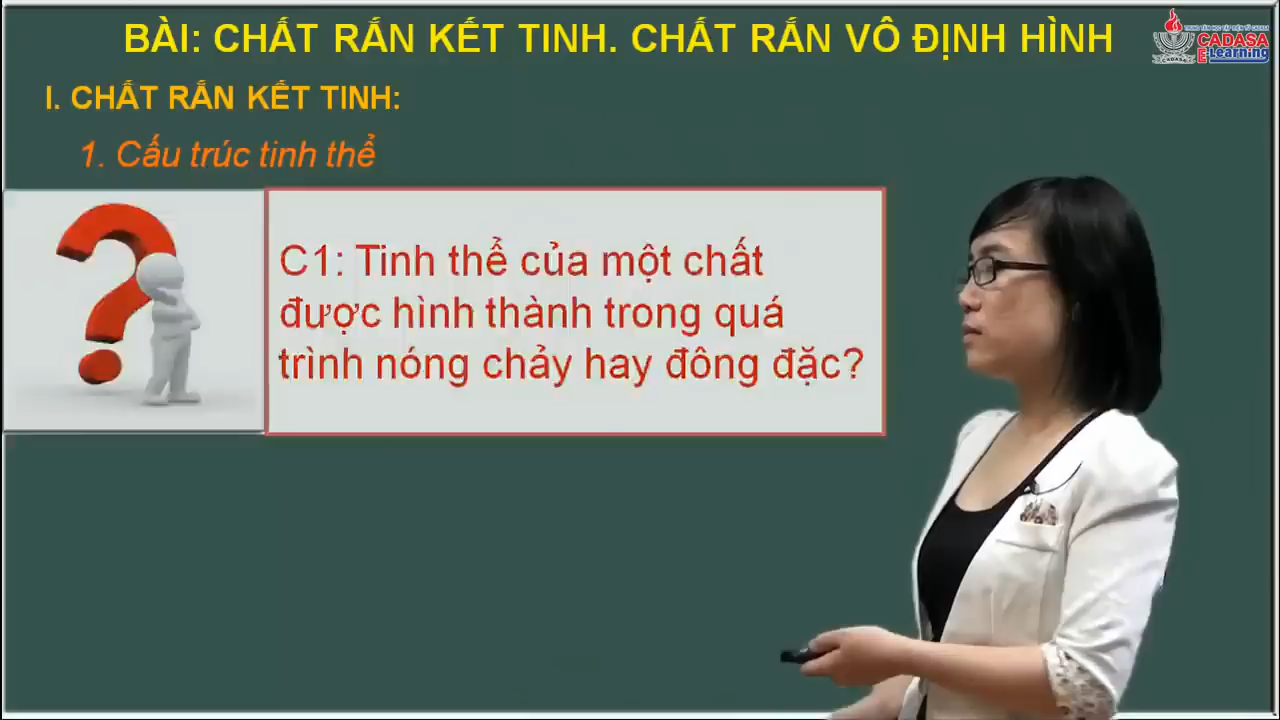 BÀI: CHẤT RẮN KẾT TINH. CHẤT RẮN VÔ ĐỊNH HÌNH
CADASA
E-Learning
CADASA
I. CHẤT RẮN KẾT TINH:
1. Cấu trúc tinh thể
C1: Tinh thể của một chất
được hình thành trong quá
trình nóng chảy hay đông đặc?